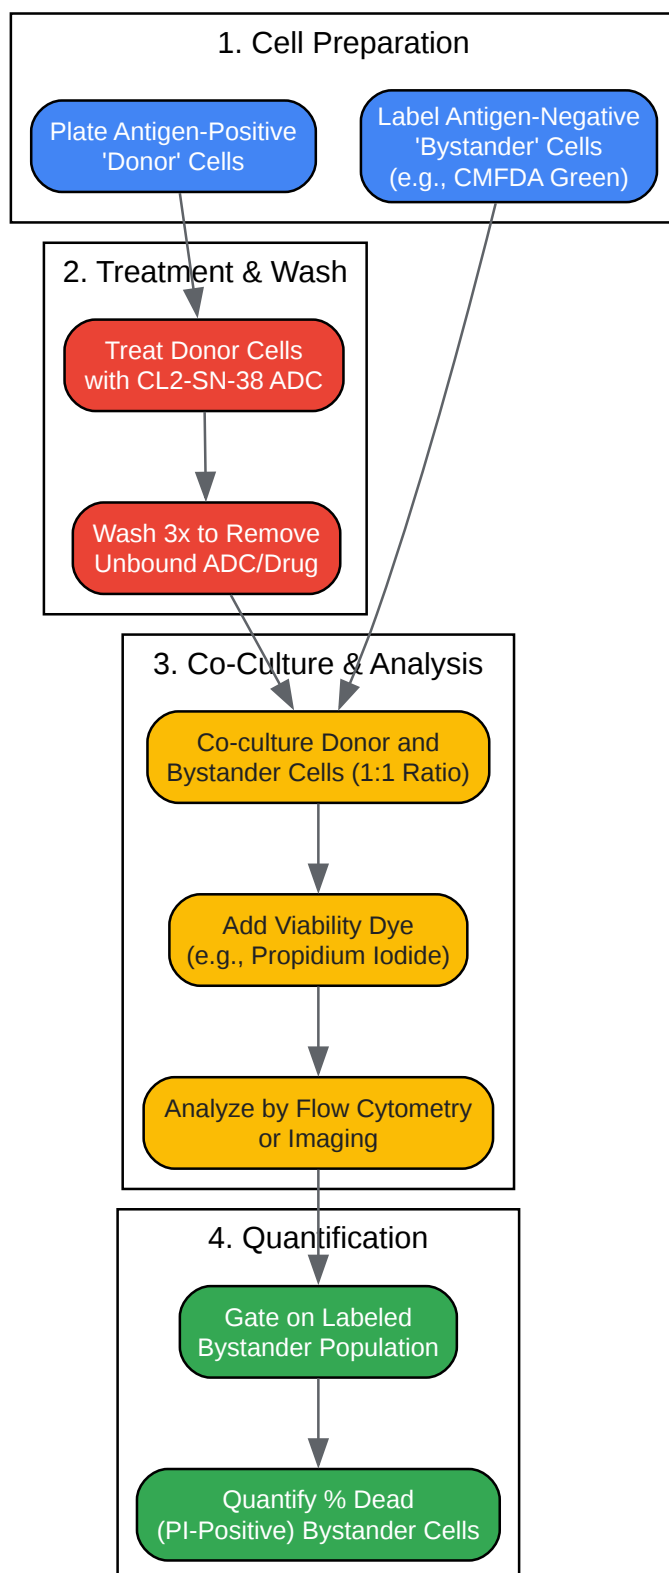 1. Cell Preparation
Plate Antigen-Positive
'Donor' Cells
Label Antigen-Negative
'Bystander' Cells
(e.g., CMFDA Green)
2. Treatment & Wash
Treat Donor Cells
with CL2-SN-38 ADC
Wash 3x to Remove
Unbound ADC/Drug
3. Co-Culture & Analysis
Co-culture Donor and
Bystander Cells (1:1 Ratio)
Add Viability Dye
(e.g., Propidium Iodide)
Analyze by Flow Cytometry
or Imaging
4. Quantification
Gate on Labeled
Bystander Population
Quantify % Dead
(PI-Positive) Bystander Cells